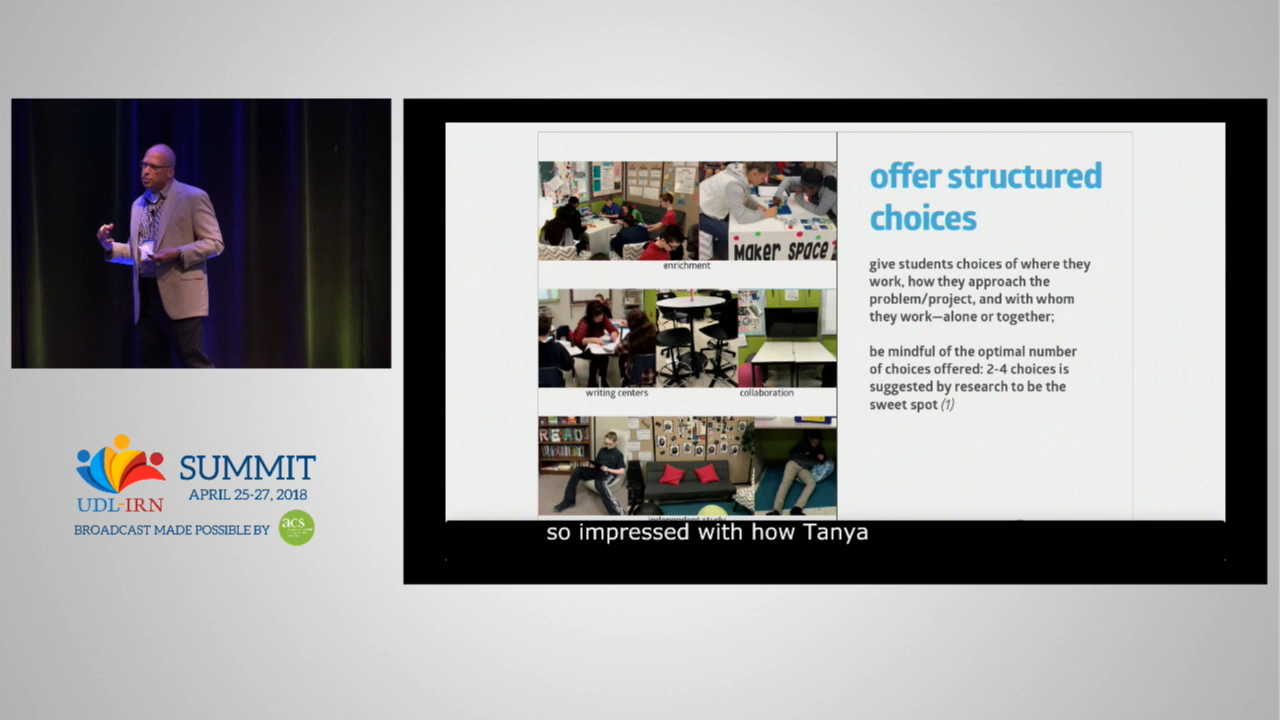 offer structured
choices
give students choices of where they
work, how they approach the
problem/project, and with whom
they work—alone or together;
be mindful of the optimal number
of choices offered: 2-4 choices is
suggested by research to be the
sweet spot (1)
Maker space
enrichment
writing centers
collaboration
READ
independent study
so impressed with how Tanya
UDL-IRN
SUMMIT
APRIL 25-27, 2018
BROADCAST MADE POSSIBLE BY
acs